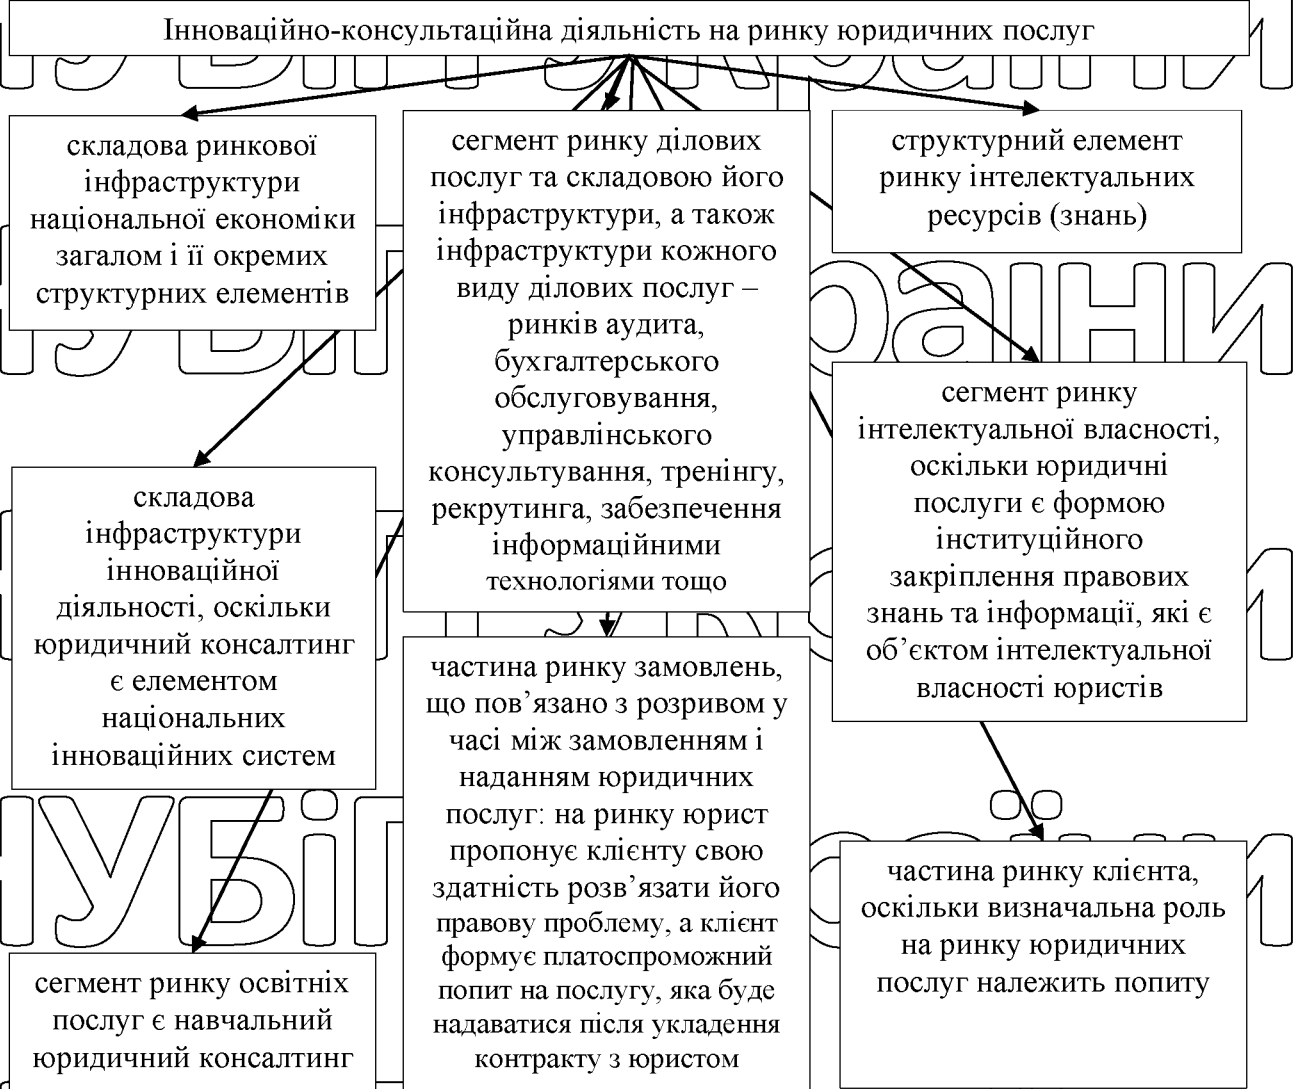 Інноваційно-консультаційна діяльність на ринку юридичних послуг
складова ринкової
інфраструктури
національної економіки
загалом і її окремих
структурних елементів
сегмент ринку ділових
послуг та складовою його
інфраструктури, а також
інфраструктури кожного
виду ділових послуг –
ринків аудита,
бухгалтерського
обслуговування,
управлінського
консультування, тренінгу,
рекрутинга, забезпечення
інформаційними
технологіями тощо
структурний елемент
ринку інтелектуальних
ресурсів (знань)
складова
інфраструктури
інноваційної
діяльності, оскільки
юридичний консалтинг
є елементом
національних
інноваційних систем
частина ринку замовлень,
що пов’язано з розривом у
часі між замовленням і
наданням юридичних
послуг: на ринку юрист
пропонує клієнту свою
здатність розв’язати його
правову проблему, а клієнт
формує платоспроможний
попит на послугу, яка буде
надаватися після укладення
контракту з юристом
сегмент ринку
інтелектуальної власності,
оскільки юридичні
послуги є формою
інституційного
закріплення правових
знань та інформації, які є
об’єктом інтелектуальної
власності юристів
сегмент ринку освітніх
послуг є навчальний
юридичний консалтинг
частина ринку клієнта,
оскільки визначальна роль
на ринку юридичних
послуг належить попиту